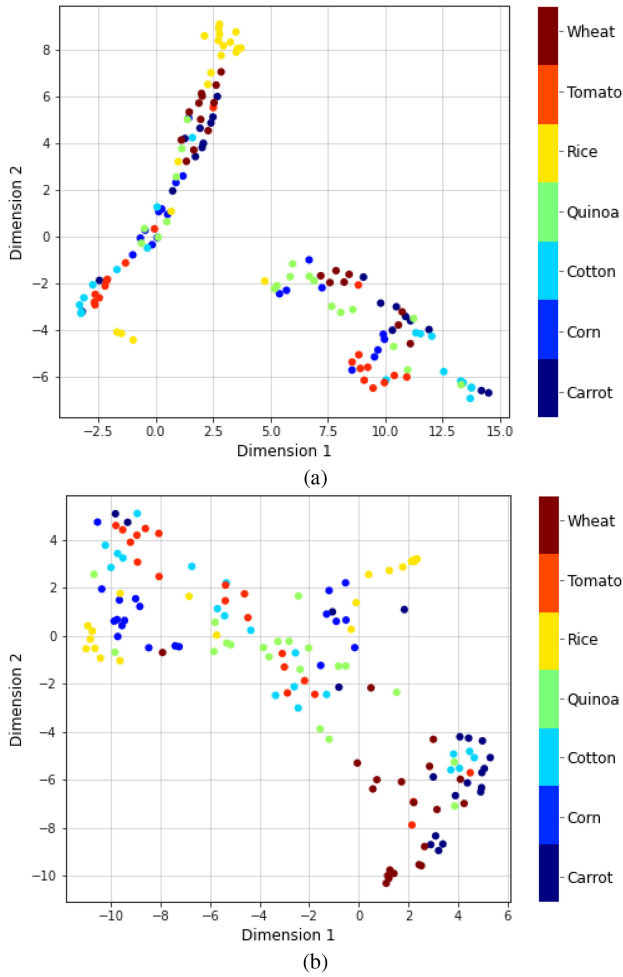 8
6
4
2
0
−2
−4
−6
Dimension 2
−2.5 0.0 2.5 5.0 7.5 10.0 12.5 15.0
Dimension 1
Wheat
Tomato
Rice
Quinoa
Cotton
Corn
Carrot
(a)
4
2
0
−2
−4
−6
−8
−10
Dimension 2
−10 −8 −6 −4 −2 0 2 4 6
Dimension 1
Wheat
Tomato
Rice
Quinoa
Cotton
Corn
Carrot
(b)